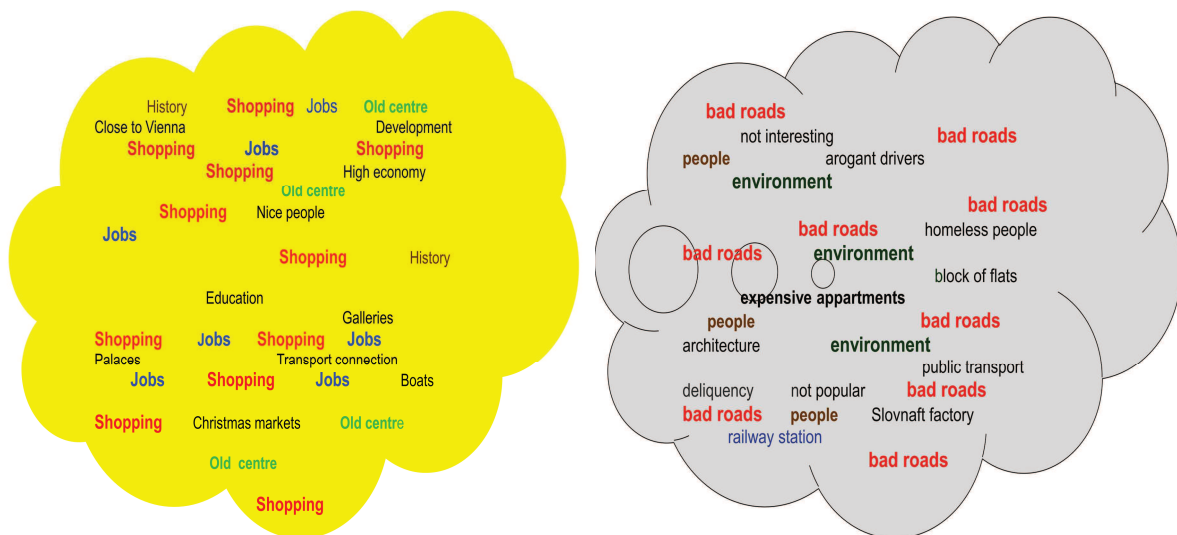 History Shopping Jobs Old centre
Close to Vienna Development
Shopping Jobs Shopping
Shopping High economy
Old centre
Shopping Nice people
Jobs
Shopping History
Education
Galleries
Shopping Jobs Shopping Jobs
Palaces Transport connection
Jobs Shopping Jobs Boats
Shopping Christmas markets Old centre
Old centre
Shopping
bad roads
not interesting bad roads
people arogant drivers
environment
bad roads
bad roads homeless people
bad roads environment
block of flats
expensive appartments
people bad roads
architecture environment
public transport
deliquency not popular bad roads
bad roads people Slovnaft factory
railway station
bad roads